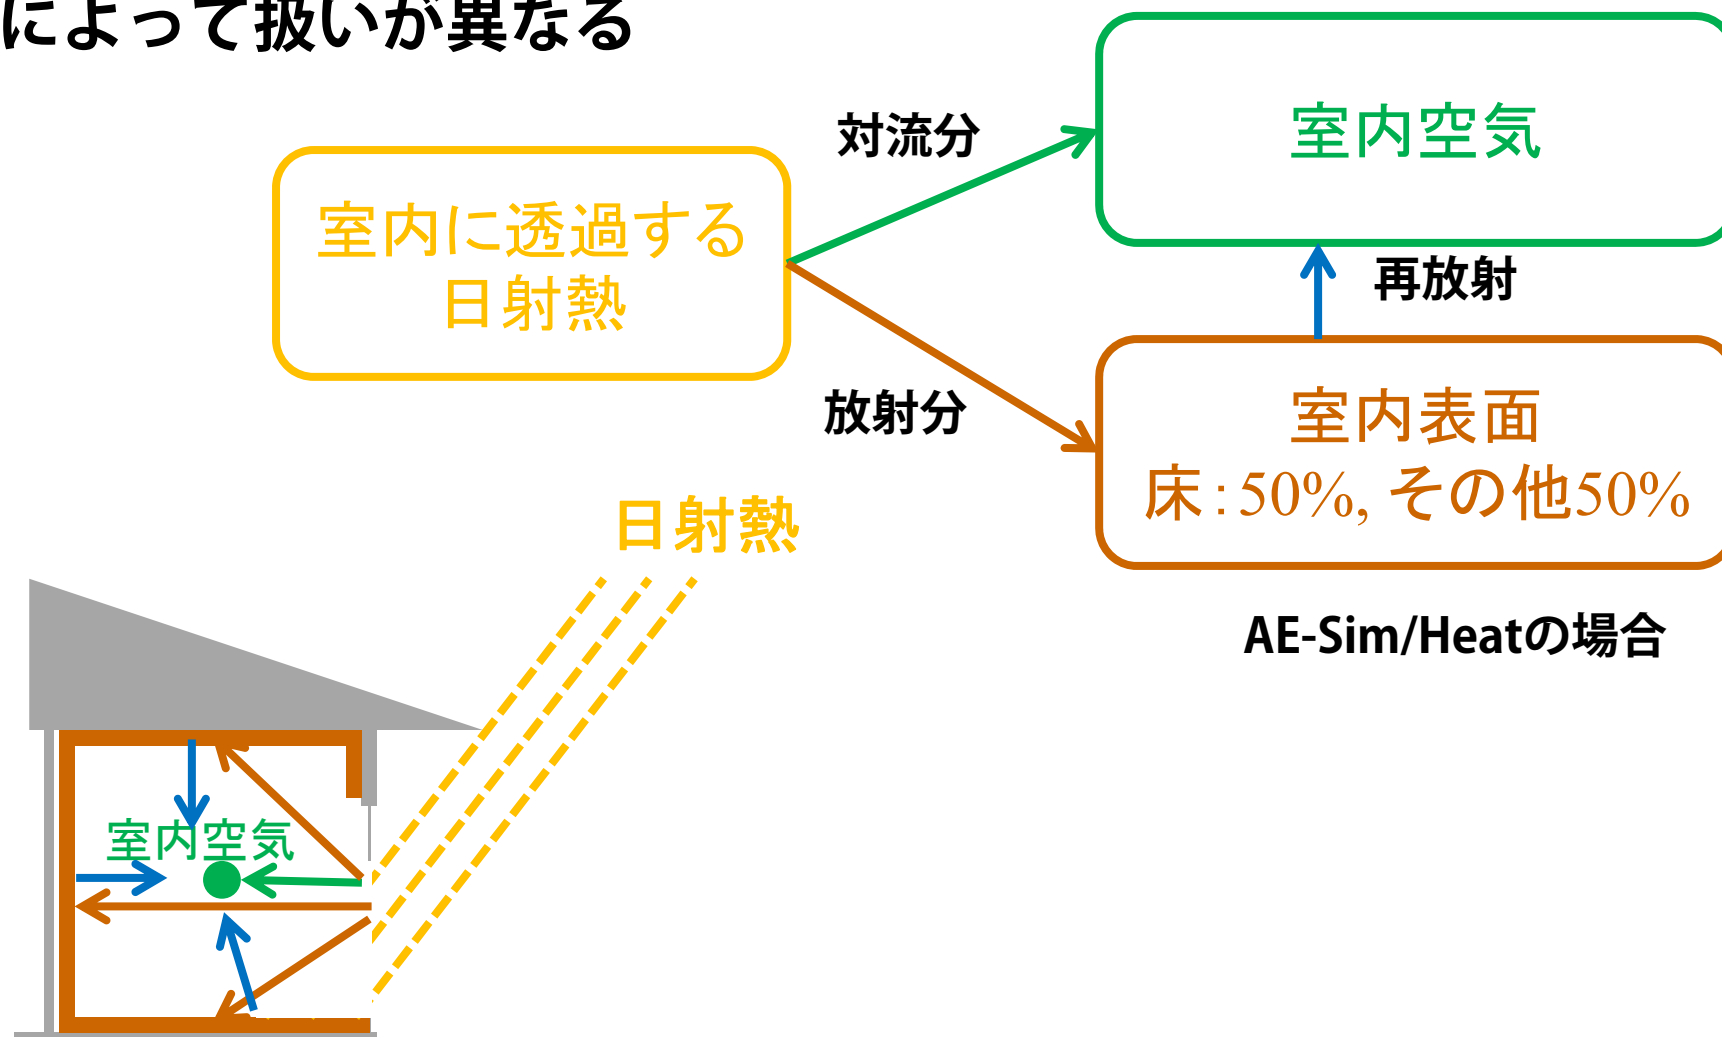 によって扱いが異なる
対流分
室内空気
室内に透過する
日射熱
再放射
放射分
室内表面
床:50%, その他50%
日射熱
AE-Sim/Heatの場合
室内空気